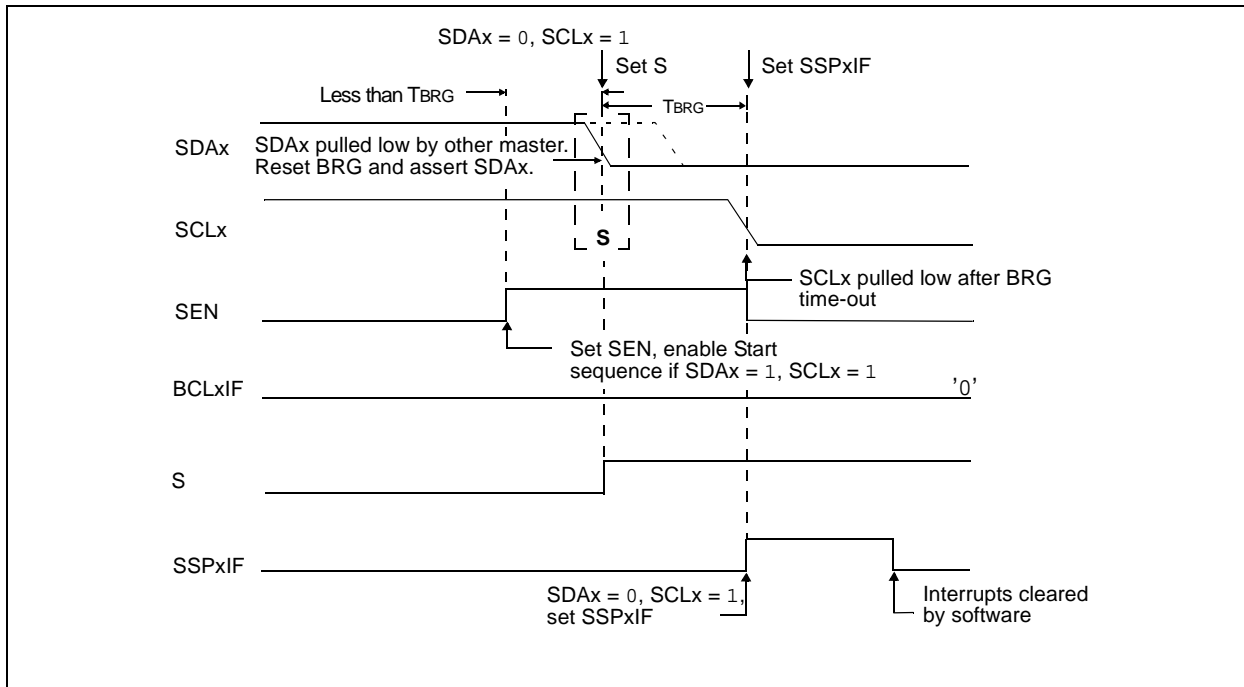 SDAx = 0, SCLx = 1
Set S
Set SSPxIF
Less than TBRG
TBRG
SDAx
SDAx pulled low by other master.
Reset BRG and assert SDAx.
SCLx
S
SCLx pulled low after BRG
time-out
SEN
Set SEN, enable Start
sequence if SDAx = 1, SCLx = 1
BCLxIF
'0'
S
SSPxIF
SDAx = 0, SCLx = 1,
set SSPxIF
Interrupts cleared
by software